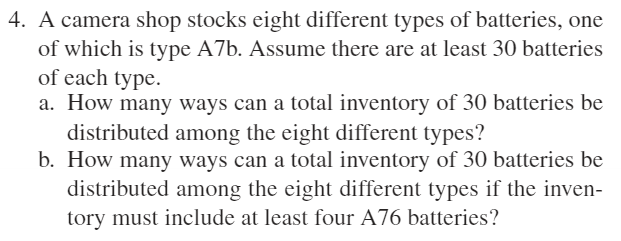 4. A camera shop stocks eight different types of batteries, one
of which is type A7b. Assume there are at least 30 batteries
of each type.
a. How many ways can a total inventory of 30 batteries be
distributed among the eight different types?
b. How many ways can a total inventory of 30 batteries be
distributed among the eight different types if the inven-
tory must include at least four A76 batteries?